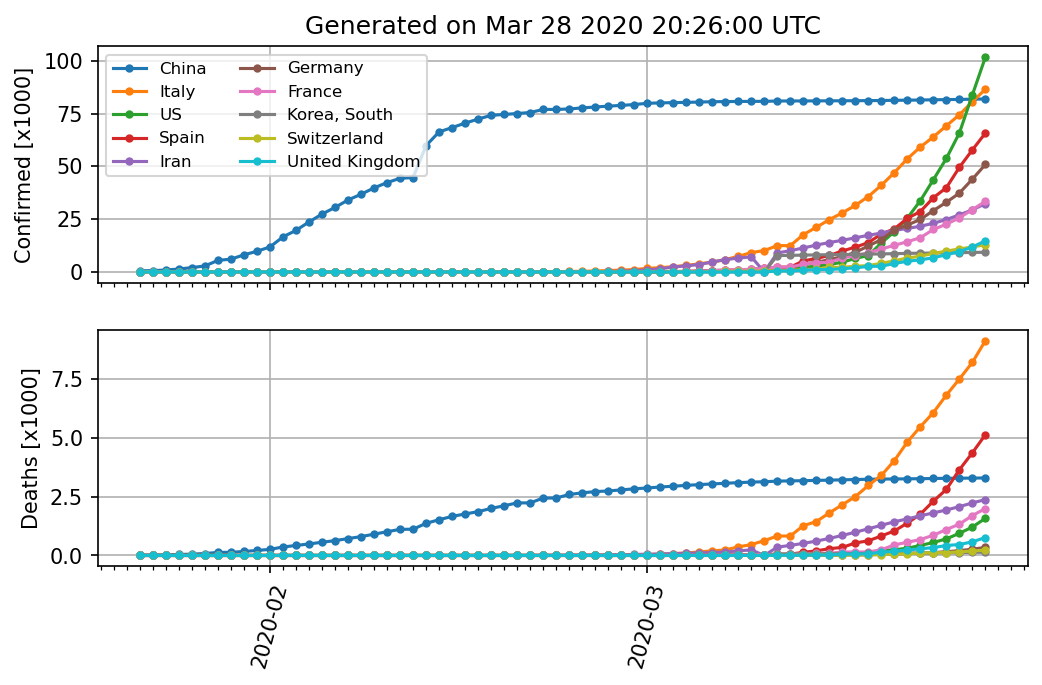 Generated on Mar 28 2020 20:26:00 UTC
Confirmed [x1000]
100
75
50
25
0
China
Italy
US
Spain
Iran
Germany
France
Korea, South
Switzerland
United Kingdom
Deaths [x1000]
7.5
5.0
2.5
0.0
2020-02
2020-03